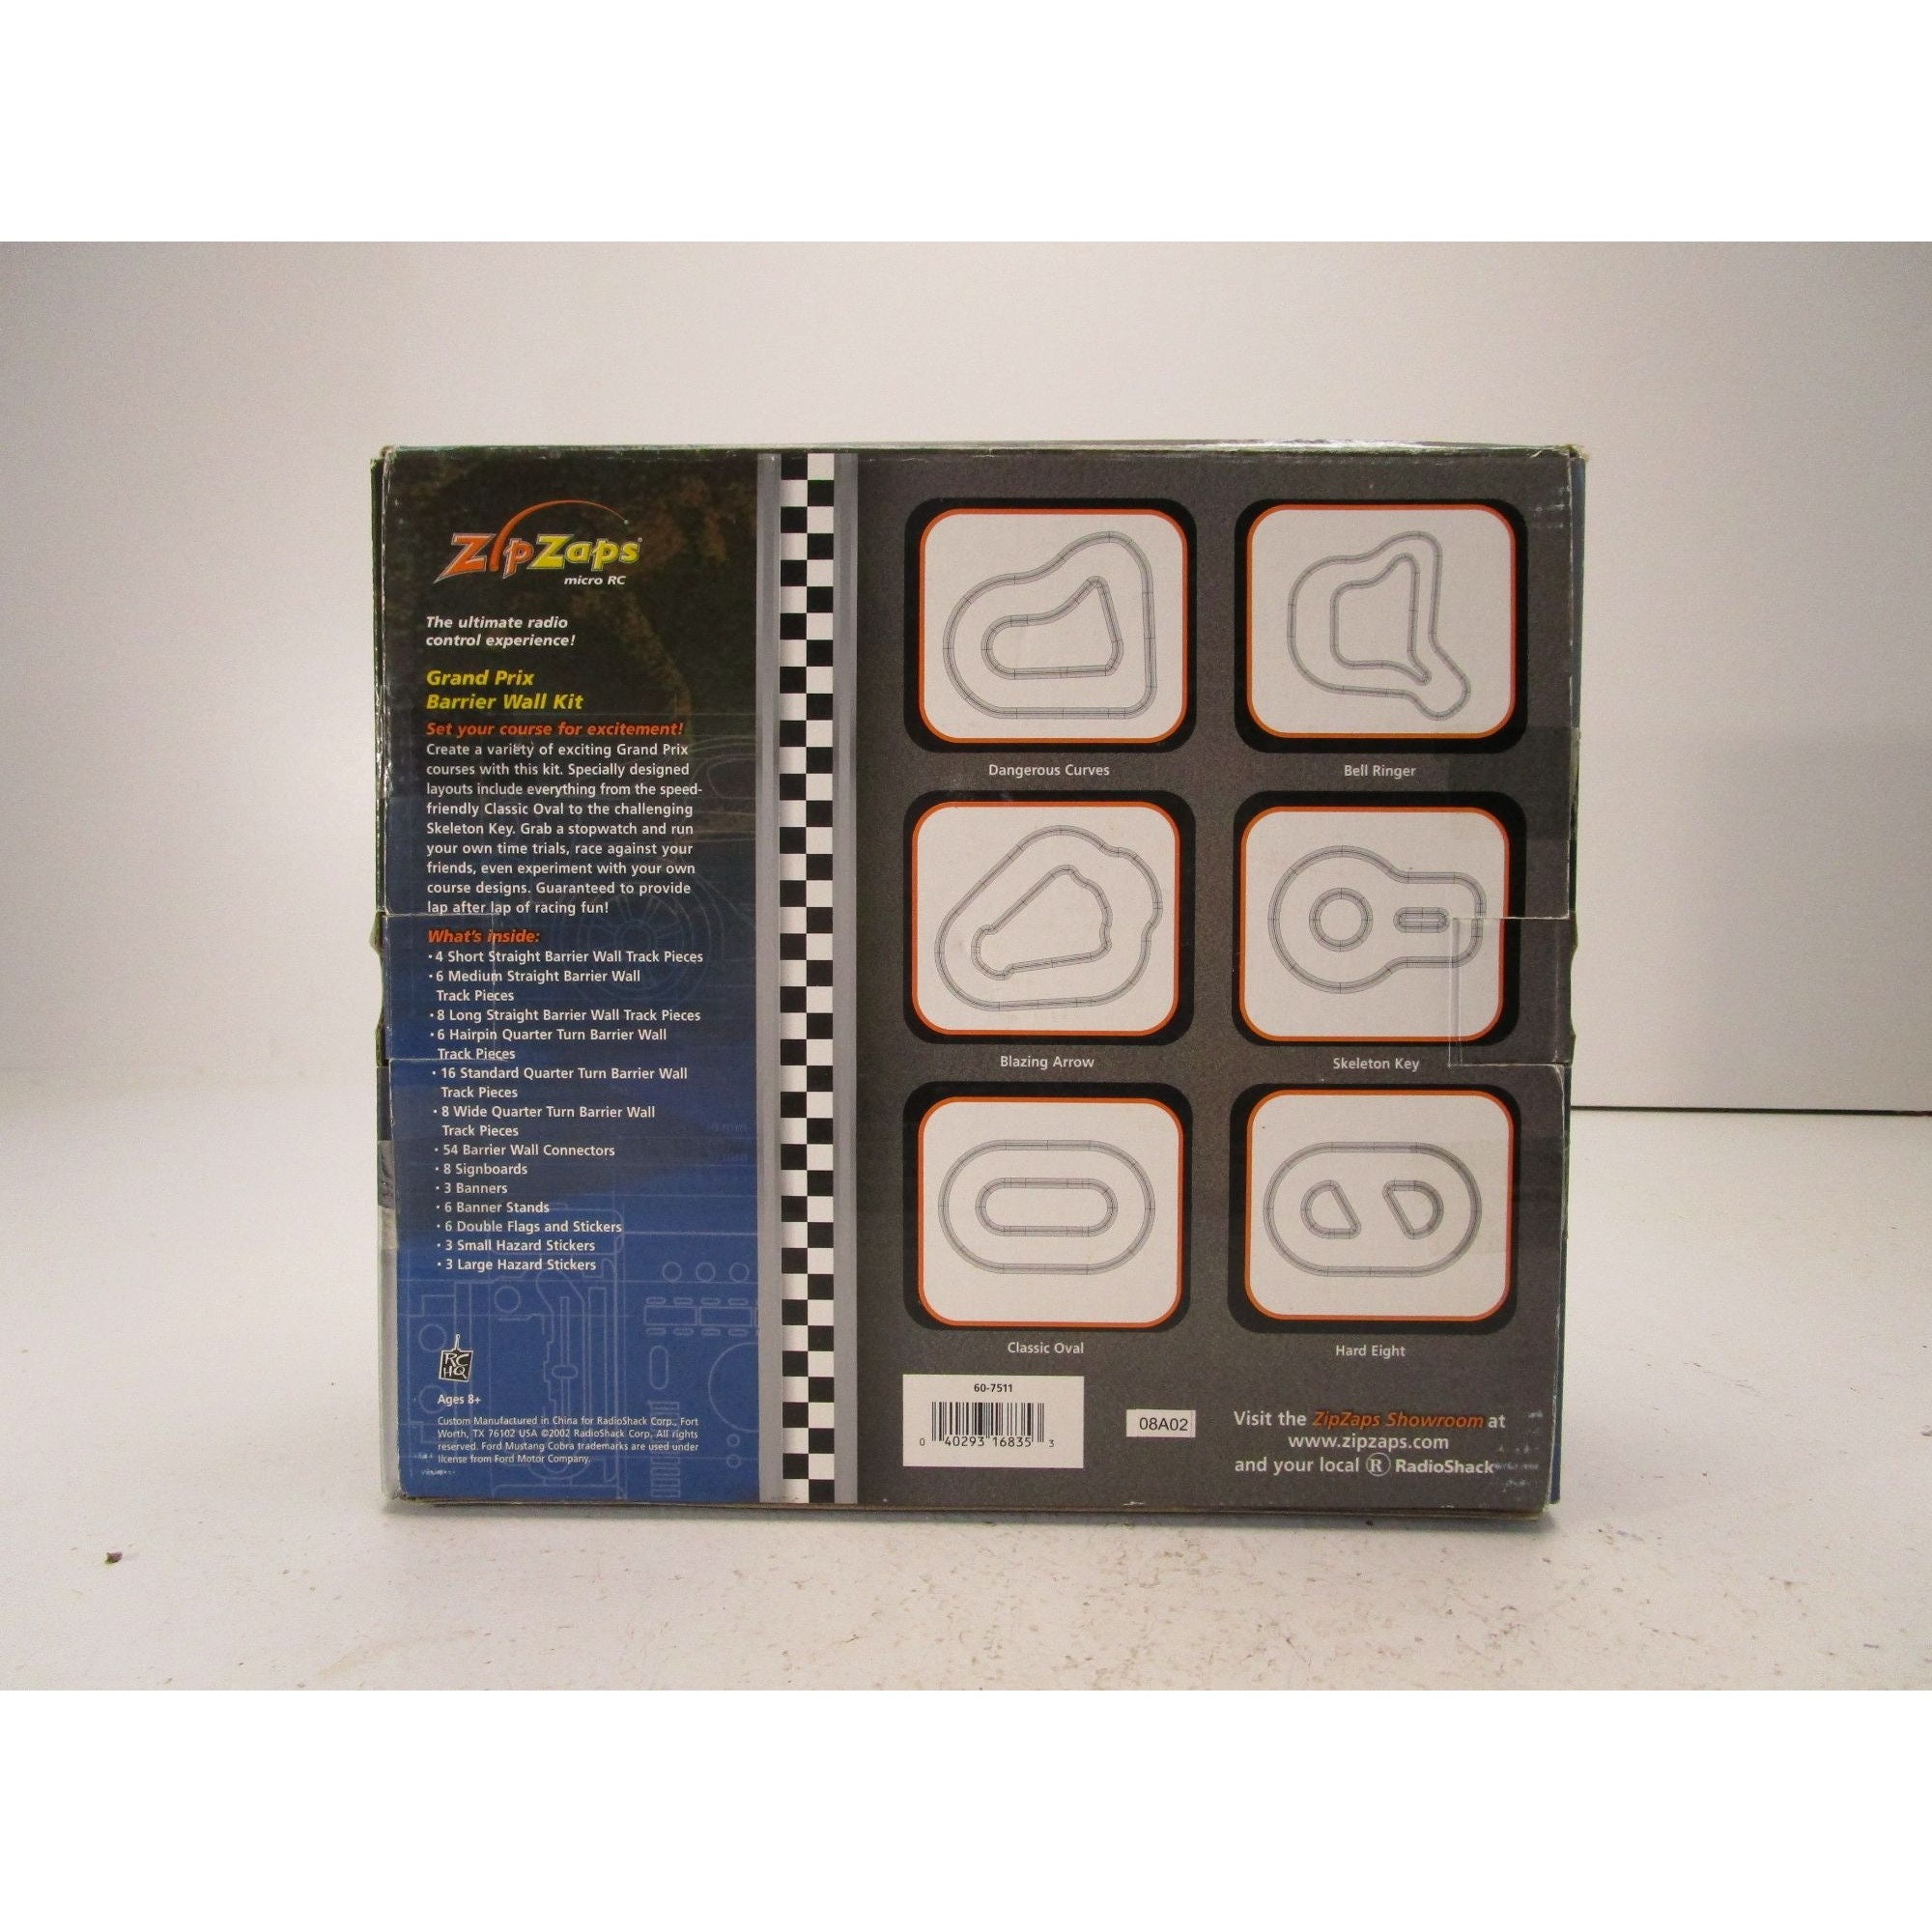 ZipZaps
micro RC
The ultimate radio
control experience!
Grand Prix
Barrier Wall Kit
Set your course for excitement!
Create a variety of exciting Grand Prix
courses with this kit. Specially designed
layouts include everything from the speed-
friendly Classic Oval to the challenging
Skeleton Key. Grab a stopwatch and run
your own time trials, race against your
friends, even experiment with your own
course designs. Guaranteed to provide
lap after lap of racing fun!
What's inside:
• 4 Short Straight Barrier Wall Track Pieces
• 6 Medium Straight Barrier Wall
Track Pieces
• 8 Long Straight Barrier Wall Track Pieces
• 6 Hairpin Quarter Turn Barrier Wall
Track Pieces
• 16 Standard Quarter Turn Barrier Wall
Track Pieces
• 8 Wide Quarter Turn Barrier Wall
Track Pieces
• 54 Barrier Wall Connectors
• 8 Signboards
• 3 Banners
• 6 Banner Stands
• 6 Double Flags and Stickers
• 3 Small Hazard Stickers
• 3 Large Hazard Stickers
RC
HQ
Ages 8+
Custom Manufactured in China for RadioShack Corp., Fort
Worth, TX 76102 USA ©2002 RadioShack Corp. All rights
reserved. Ford Mustang Cobra trademarks are used under
license from Ford Motor Company.
Dangerous Curves
Bell Ringer
Blazing Arrow
Skeleton Key
Classic Oval
Hard Eight
60-7511
0 40293 16835 3
08A02
Visit the ZipZaps Showroom at
www.zipzaps.com
and your local R RadioShack